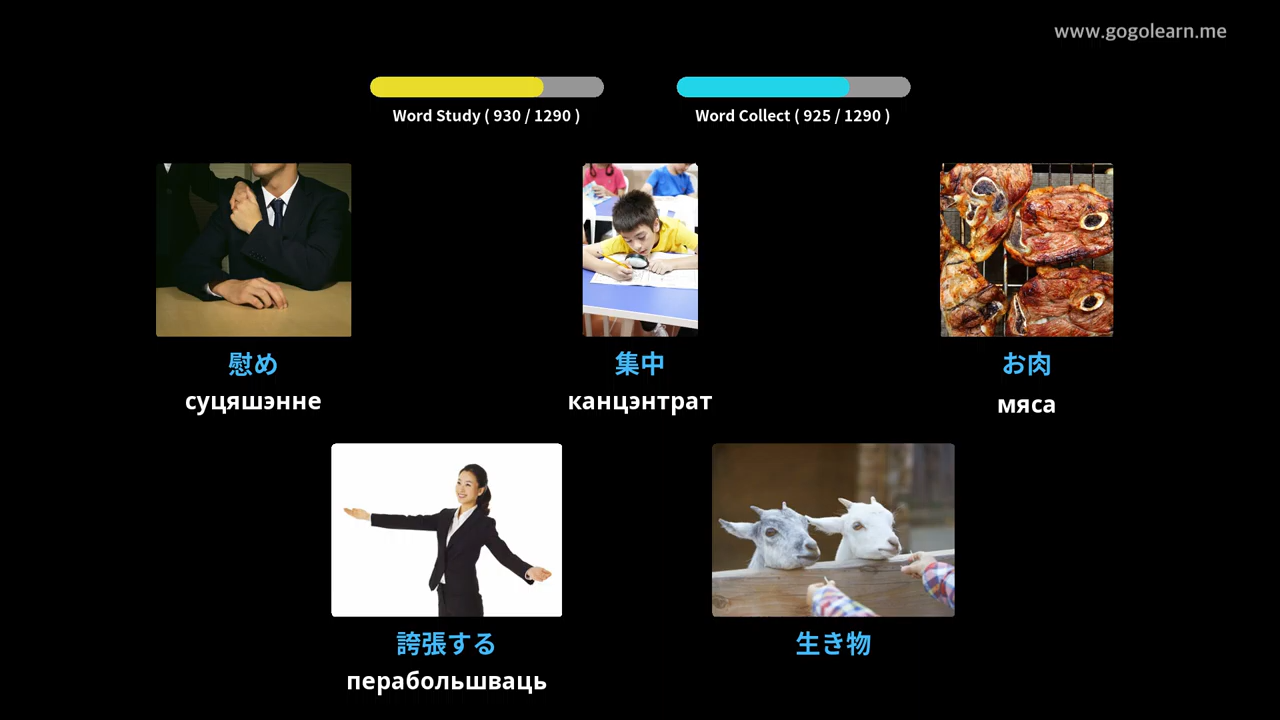 www.gogolearn.me
Word Study ( 930 / 1290 )
Word Collect ( 925 / 1290 )
慰め
суцяшэнне
集中
канцэнтрат
お肉
мяса
誇張する
перабольшваць
生き物